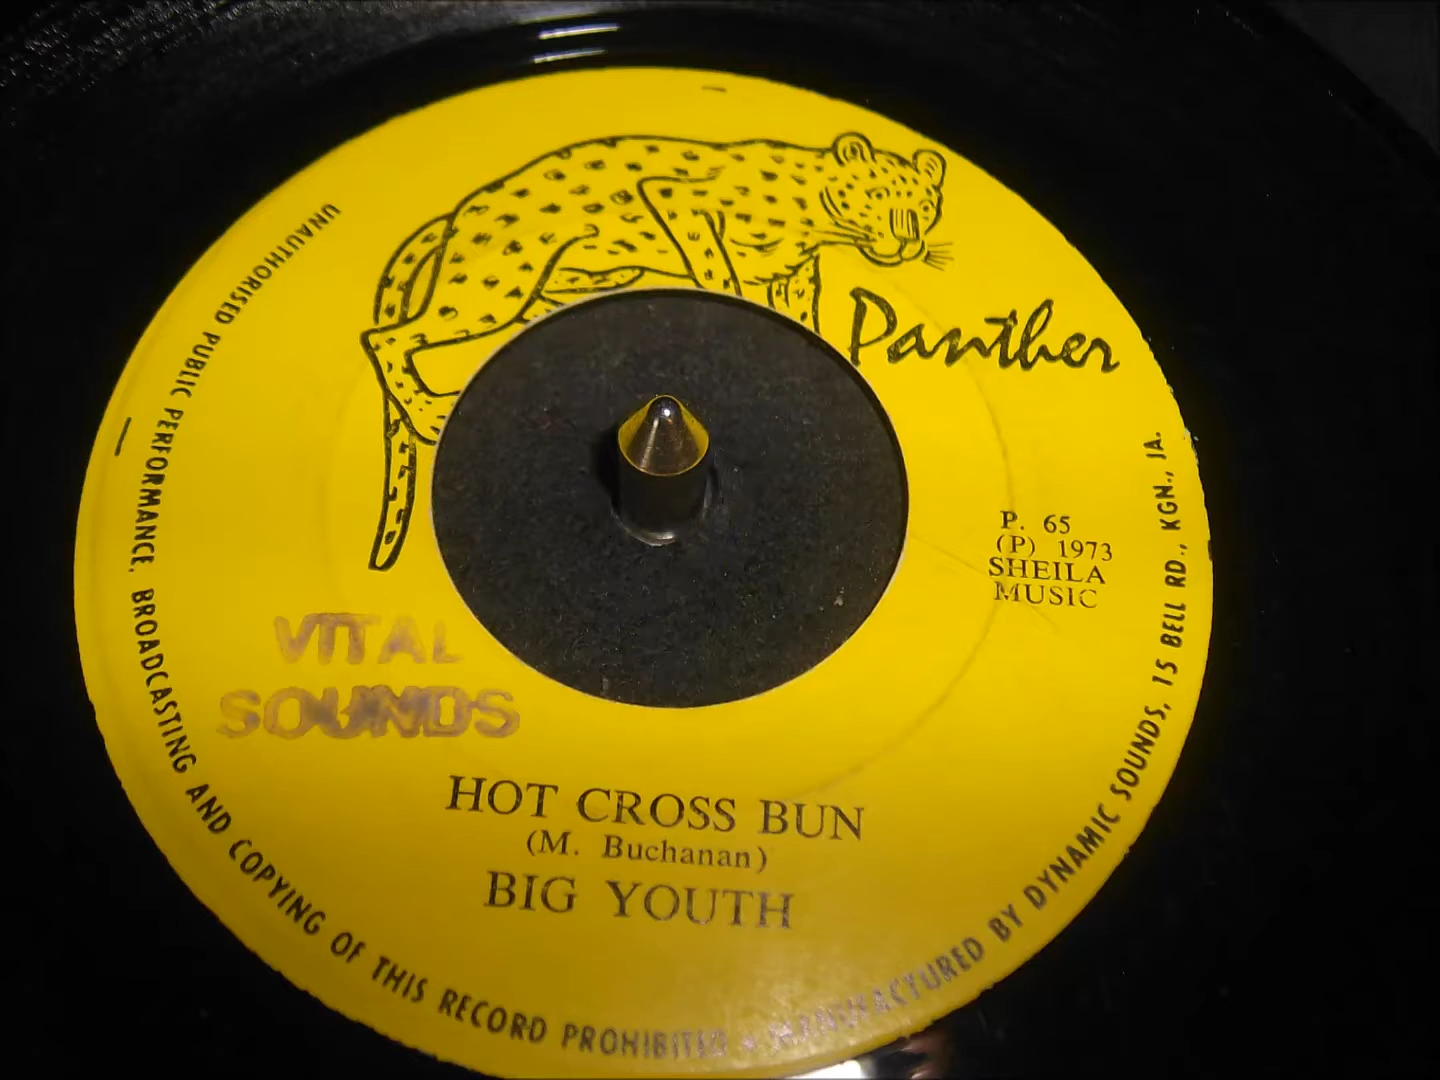 Panther
P. 65
(P) 1973
SHEILA
MUSIC
VITAL
SOUNDS
HOT CROSS BUN
(M. Buchanan)
BIG YOUTH
UNAUTHORISED PUBLIC PERFORMANCE, BROADCASTING AND COPYING OF THIS RECORD PROHIBITED • MANUFACTURED BY DYNAMIC SOUNDS, 15 BELL RD., KGN., JA.